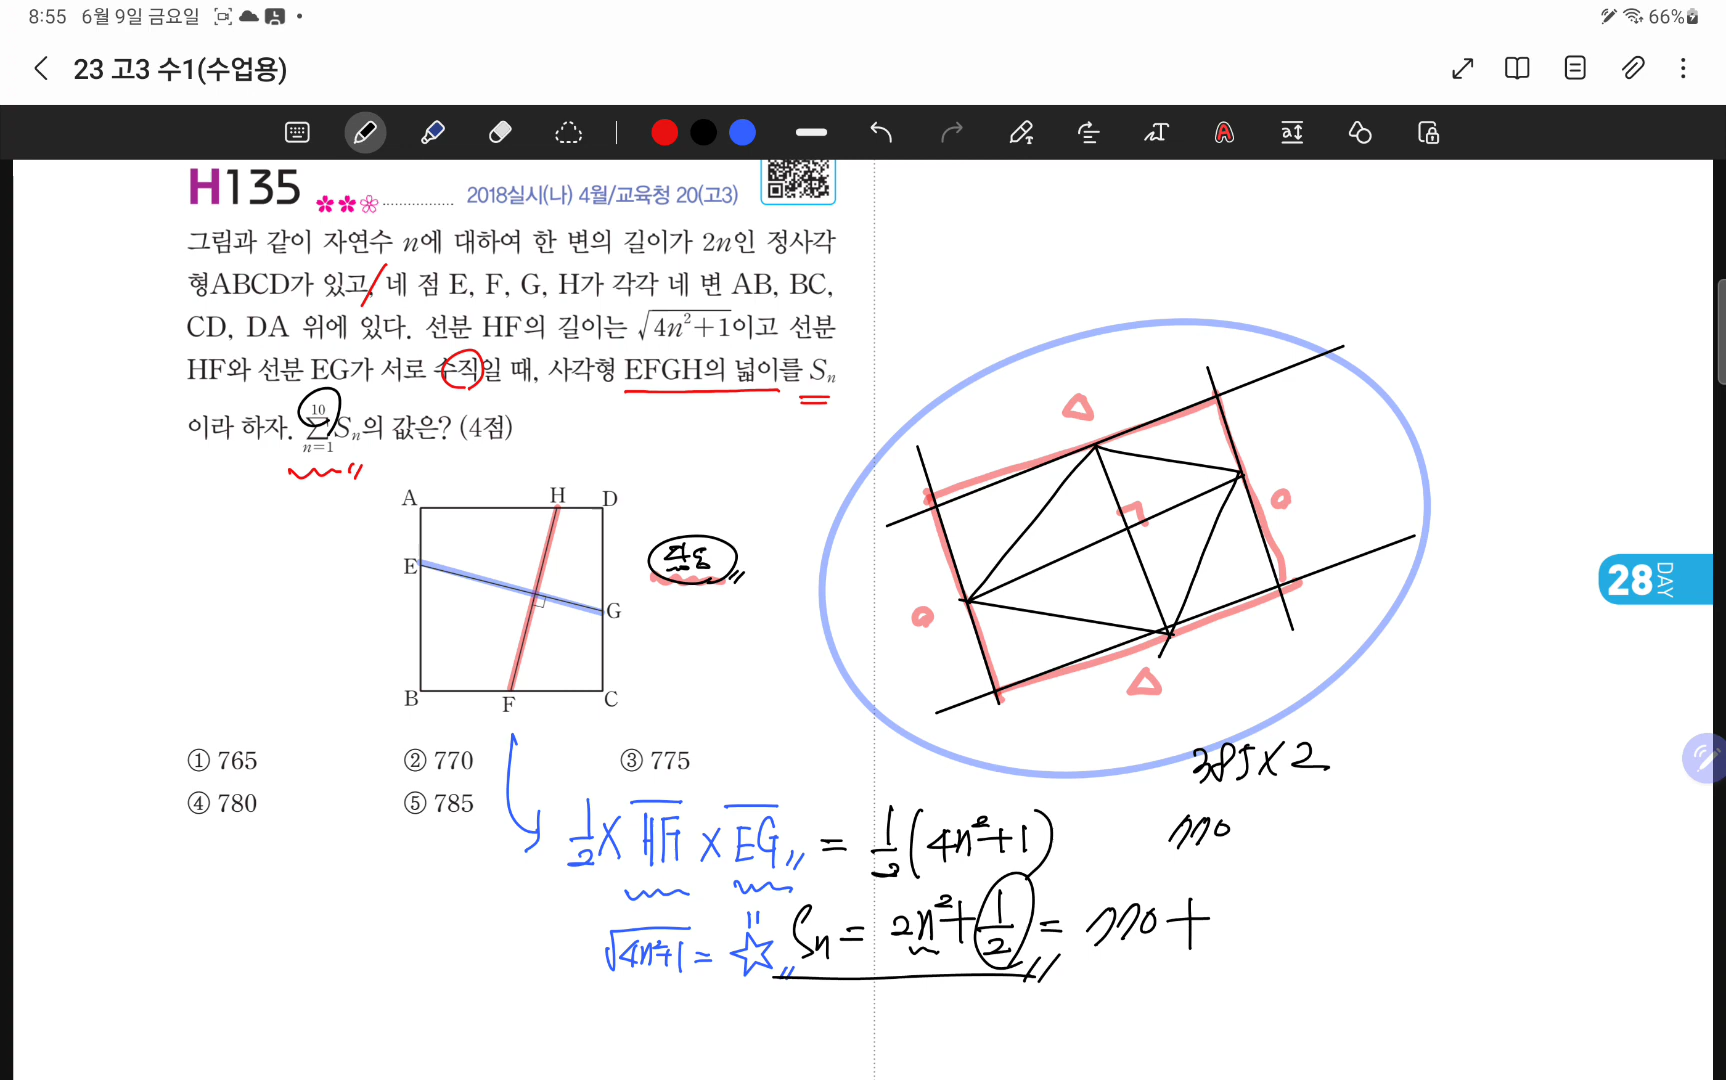 8:55 6월 9일 금요일
66%
23 고3 수1(수업용)
H135
2018실시(나) 4월/교육청 20(고3)
그림과 같이 자연수 n에 대하여 한 변의 길이가 2n인 정사각
형ABCD가 있고, 네 점 E, F, G, H가 각각 네 변 AB, BC,
CD, DA 위에 있다. 선분 HF의 길이는 √(4n²+1)이고 선분
HF와 선분 EG가 서로 수직일 때, 사각형 EFGH의 넓이를 Sₙ
이라 하자. 10 ∑ n=1 Sₙ의 값은? (4점)
A H D
E
G
B F C
① 765 ② 770 ③ 775
④ 780 ⑤ 785
28 DAY
385×2
770
1/2 × HF × EG = 1/2(4n²+1)
√4n²+1 = ☆
Sn = 2n²+1/2 = 770+